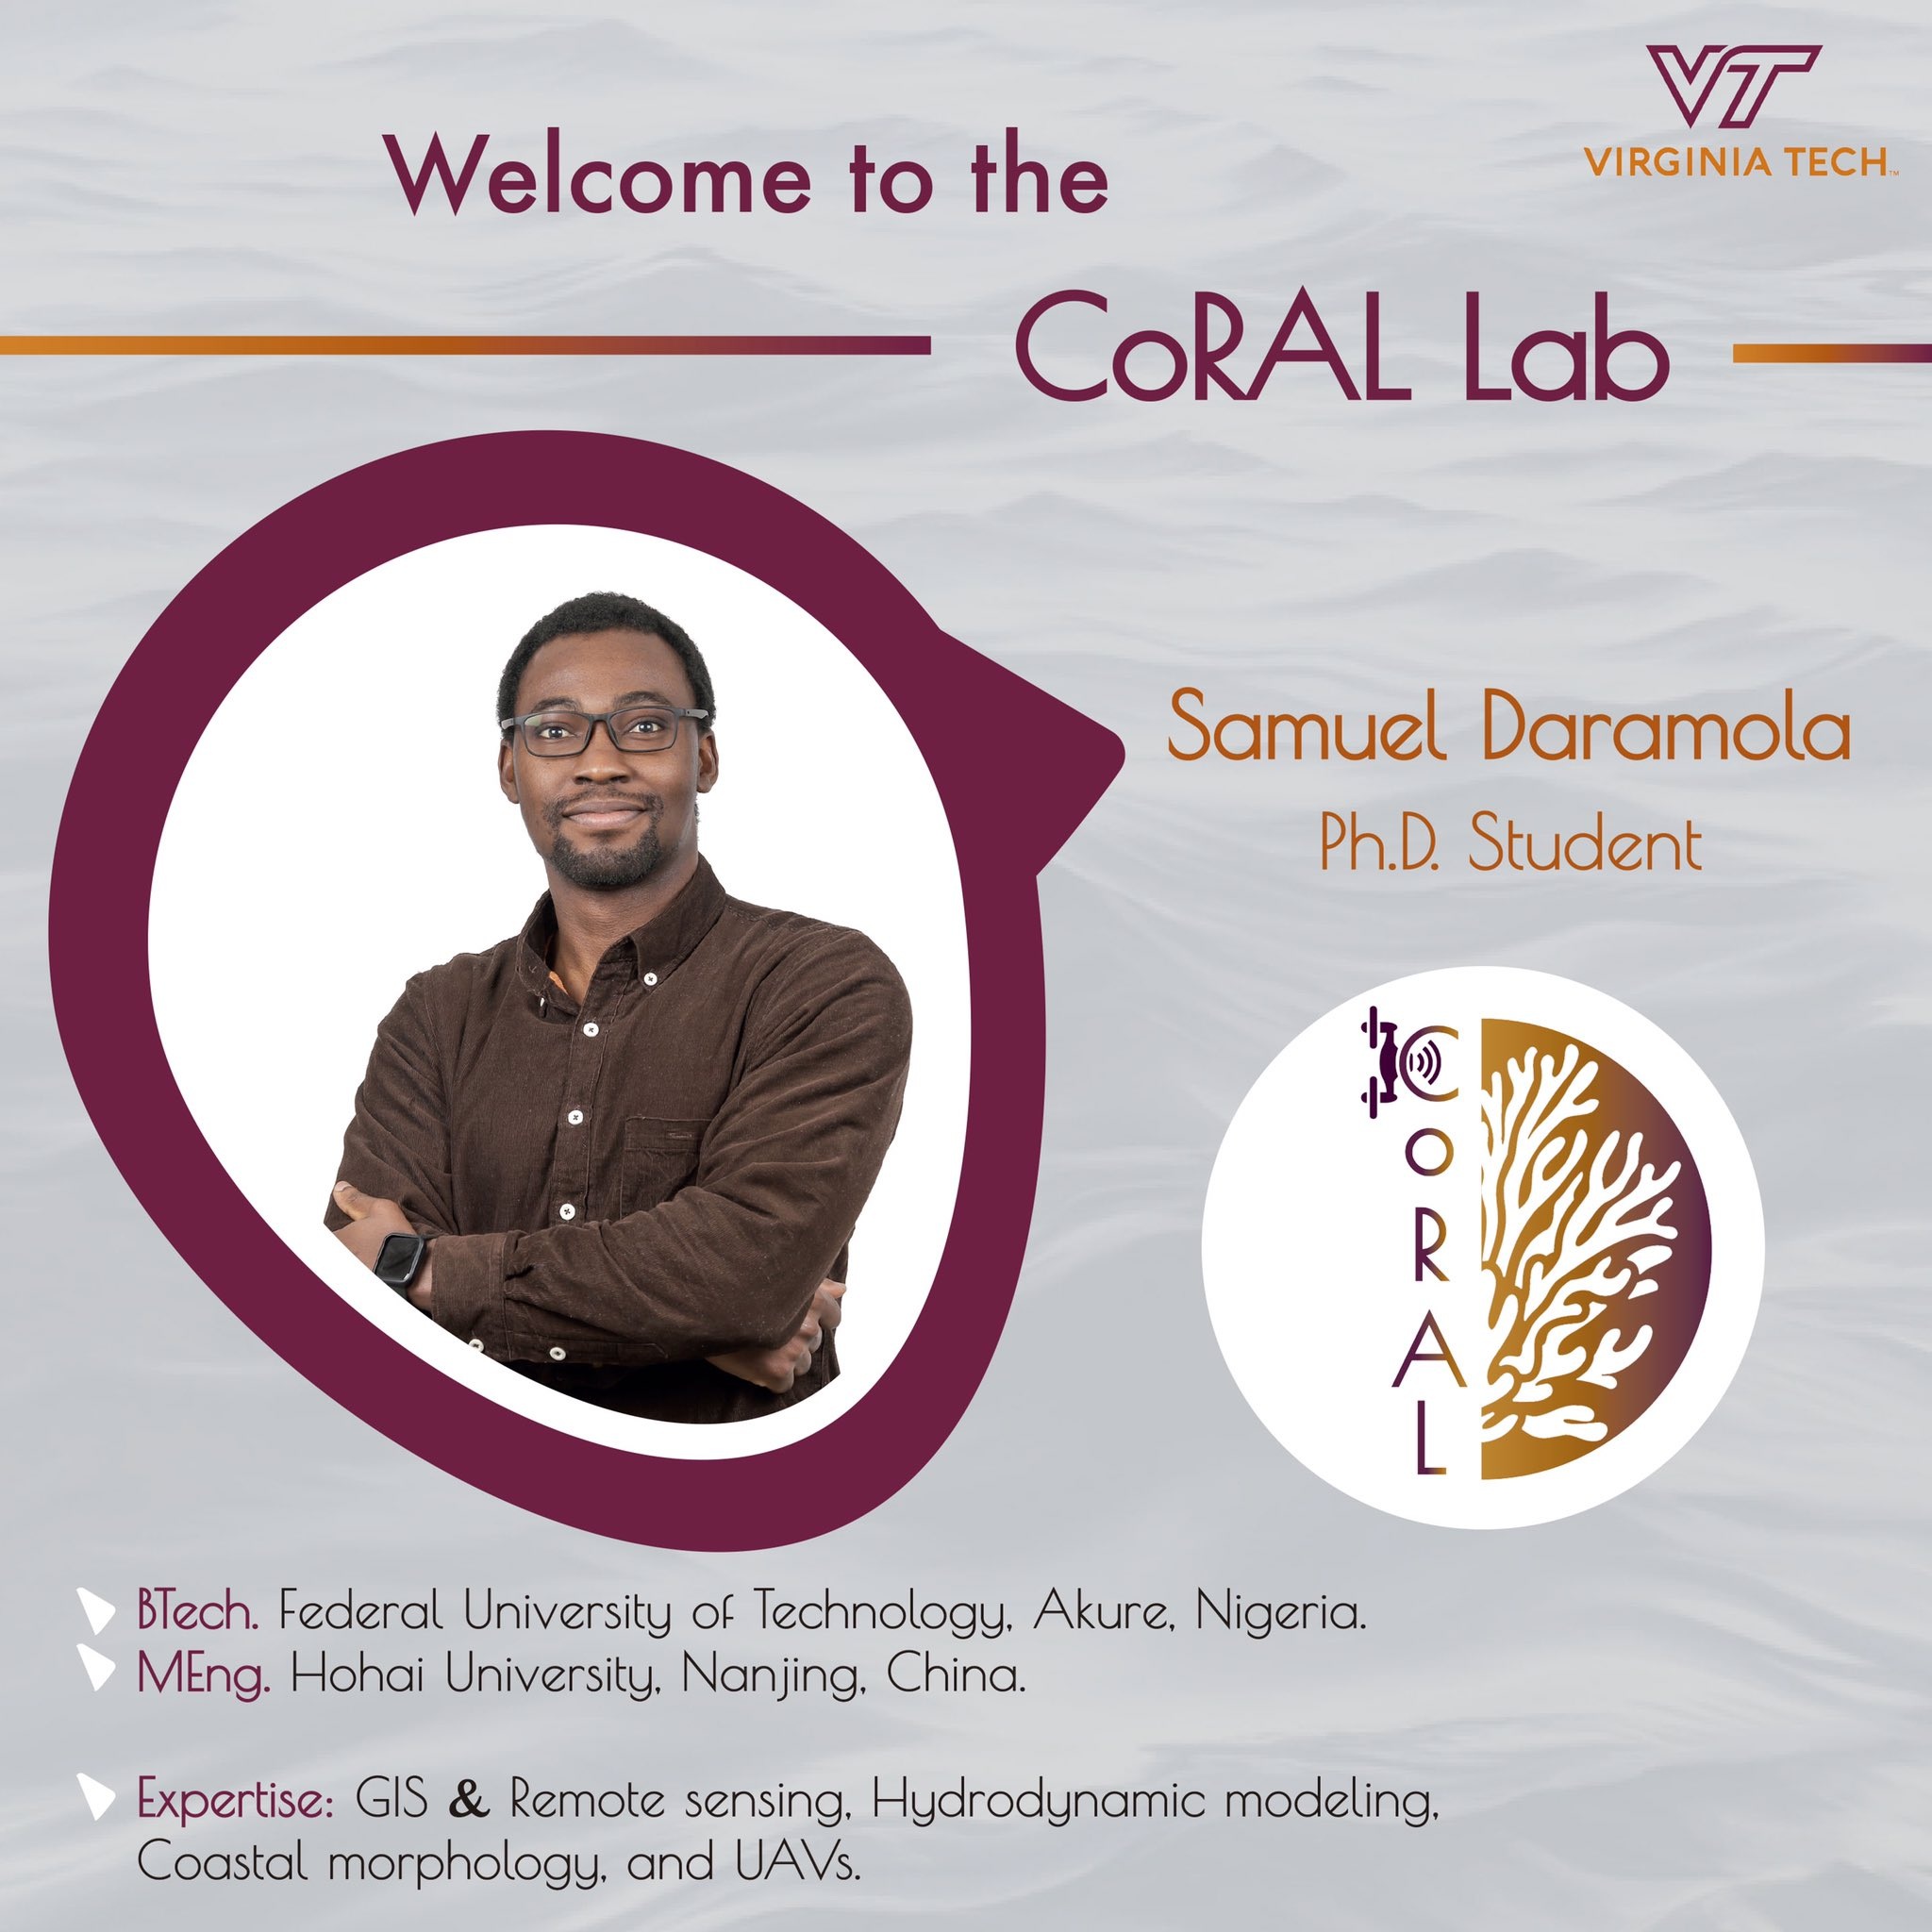 VT
VIRGINIA TECH™
Welcome to the
CoRAL Lab
Samuel Daramola
Ph.D. Student
CoRAL
BTech. Federal University of Technology, Akure, Nigeria.
MEng. Hohai University, Nanjing, China.
Expertise: GIS & Remote sensing, Hydrodynamic modeling,
Coastal morphology, and UAVs.